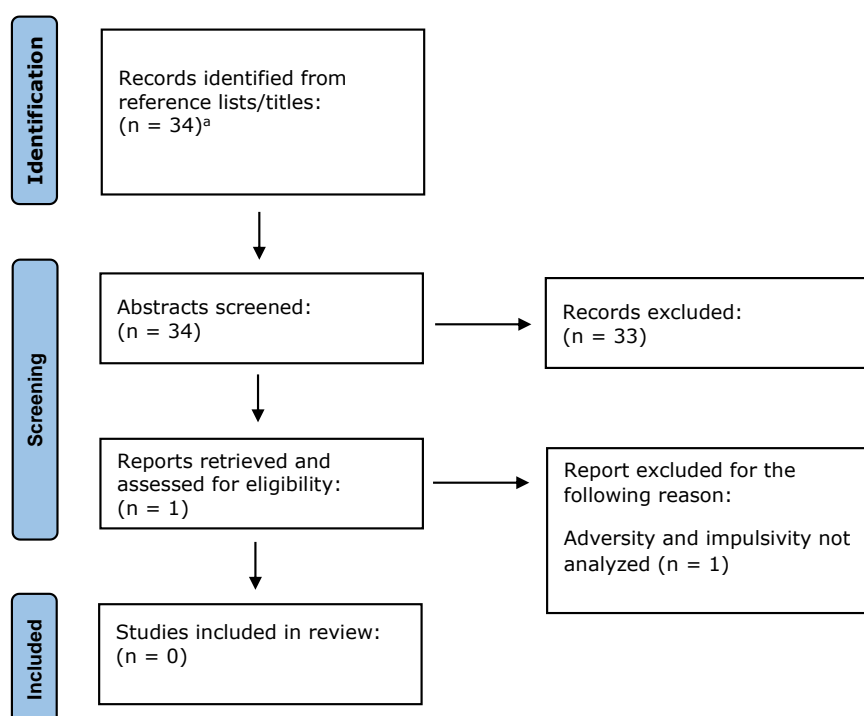 Identification
Records identified from
reference lists/titles:
(n = 34)ᵃ
Screening
Abstracts screened:
(n = 34)
Records excluded:
(n = 33)
Reports retrieved and
assessed for eligibility:
(n = 1)
Report excluded for the
following reason:
Adversity and impulsivity not
analyzed (n = 1)
Included
Studies included in review:
(n = 0)